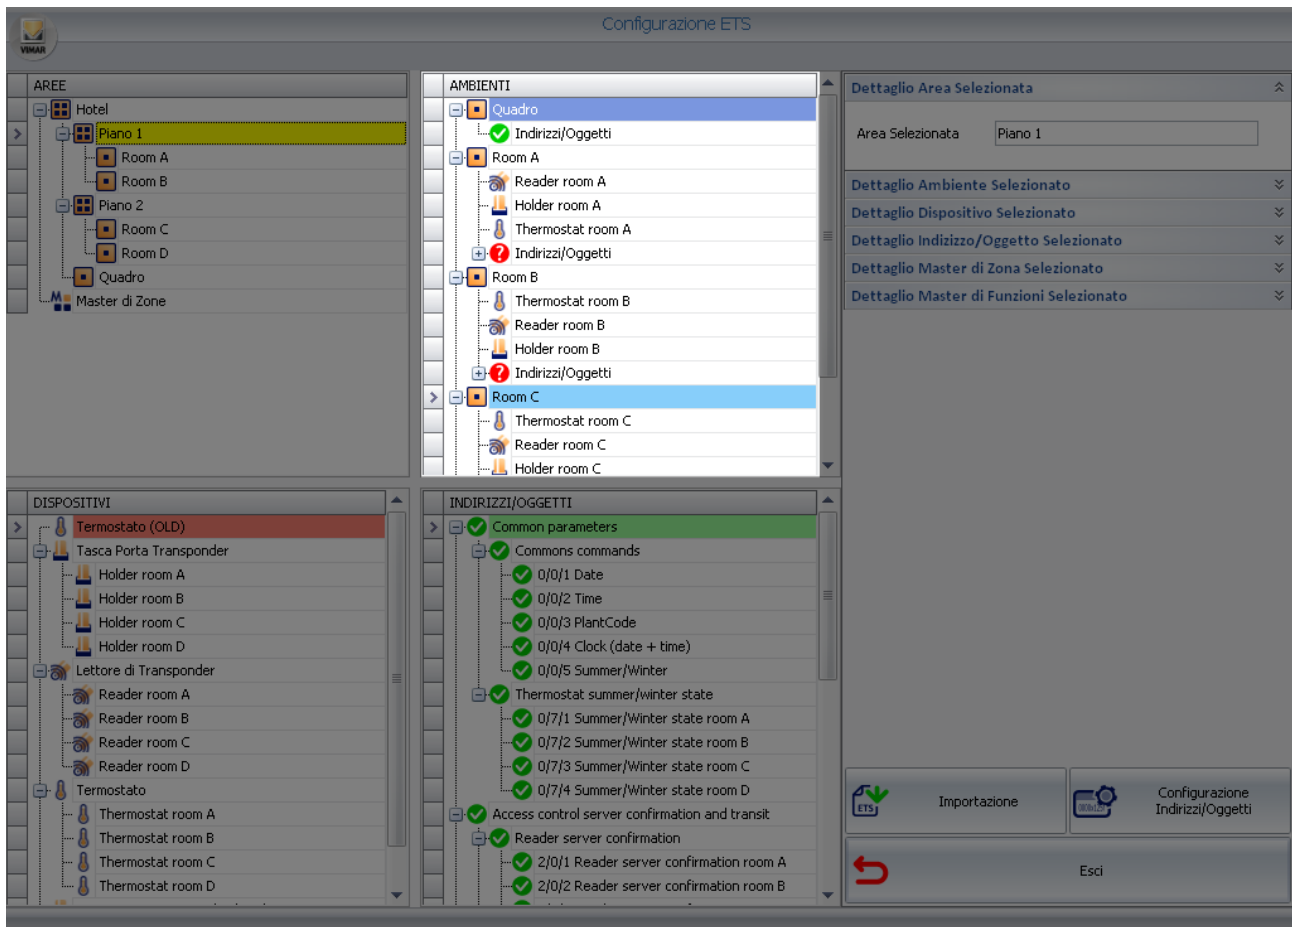 Configurazione ETS
VIMAR
AREE
Hotel
Piano 1
Room A
Room B
Piano 2
Room C
Room D
Quadro
Master di Zone
AMBIENTI
Quadro
Indirizzi/Oggetti
Room A
Reader room A
Holder room A
Thermostat room A
Indirizzi/Oggetti
Room B
Thermostat room B
Reader room B
Holder room B
Indirizzi/Oggetti
Room C
Thermostat room C
Reader room C
Holder room C
Dettaglio Area Selezionata
Area Selezionata Piano 1
Dettaglio Ambiente Selezionato
Dettaglio Dispositivo Selezionato
Dettaglio Indizizzo/Oggetto Selezionato
Dettaglio Master di Zona Selezionato
Dettaglio Master di Funzioni Selezionato
DISPOSITIVI
Termostato (OLD)
Tasca Porta Transponder
Holder room A
Holder room B
Holder room C
Holder room D
Lettore di Transponder
Reader room A
Reader room B
Reader room C
Reader room D
Termostato
Thermostat room A
Thermostat room B
Thermostat room C
Thermostat room D
INDIRIZZI/OGGETTI
Common parameters
Commons commands
0/0/1 Date
0/0/2 Time
0/0/3 PlantCode
0/0/4 Clock (date + time)
0/0/5 Summer/Winter
Thermostat summer/winter state
0/7/1 Summer/Winter state room A
0/7/2 Summer/Winter state room B
0/7/3 Summer/Winter state room C
0/7/4 Summer/Winter state room D
Access control server confirmation and transit
Reader server confirmation
2/0/1 Reader server confirmation room A
2/0/2 Reader server confirmation room B
ETS
Importazione
Configurazione
Indirizzi/Oggetti
Esci